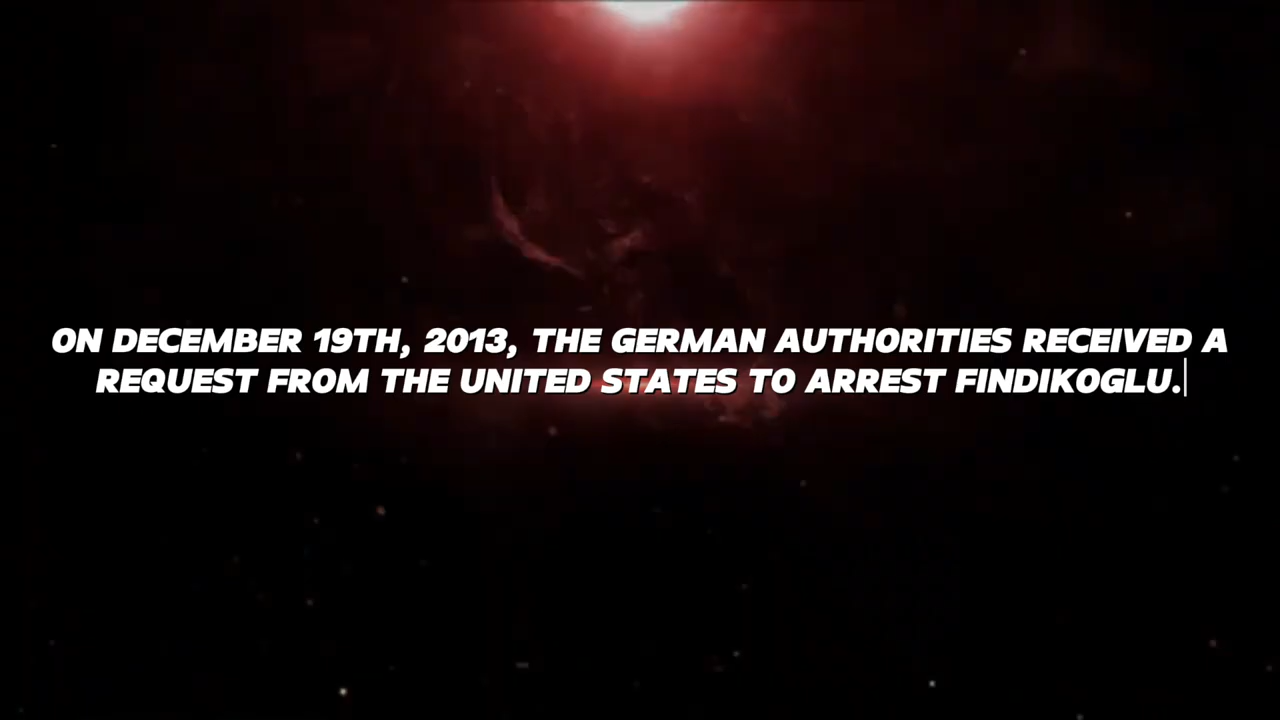 ON DECEMBER 19TH, 2013, THE GERMAN AUTHORITIES RECEIVED A
REQUEST FROM THE UNITED STATES TO ARREST FINDIKOGLU.